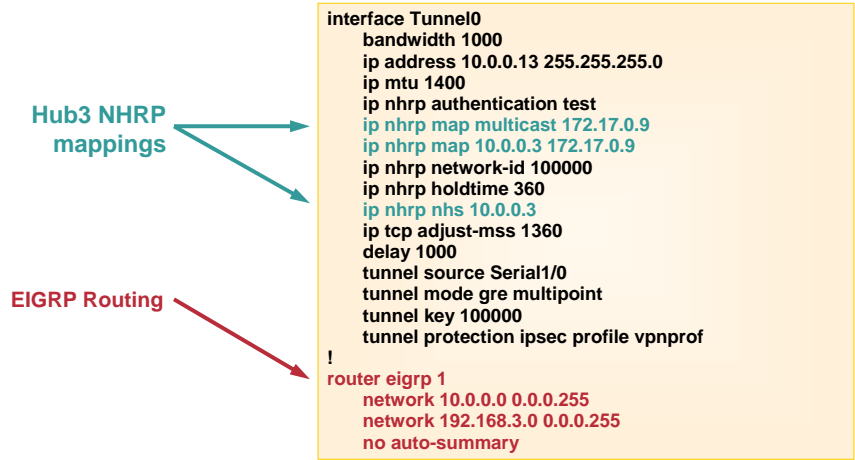 Hub3 NHRP
mappings
EIGRP Routing
interface Tunnel0
bandwidth 1000
ip address 10.0.0.13 255.255.255.0
ip mtu 1400
ip nhrp authentication test
ip nhrp map multicast 172.17.0.9
ip nhrp map 10.0.0.3 172.17.0.9
ip nhrp network-id 100000
ip nhrp holdtime 360
ip nhrp nhs 10.0.0.3
ip tcp adjust-mss 1360
delay 1000
tunnel source Serial1/0
tunnel mode gre multipoint
tunnel key 100000
tunnel protection ipsec profile vpnprof
!
router eigrp 1
network 10.0.0.0 0.0.0.255
network 192.168.3.0 0.0.0.255
no auto-summary